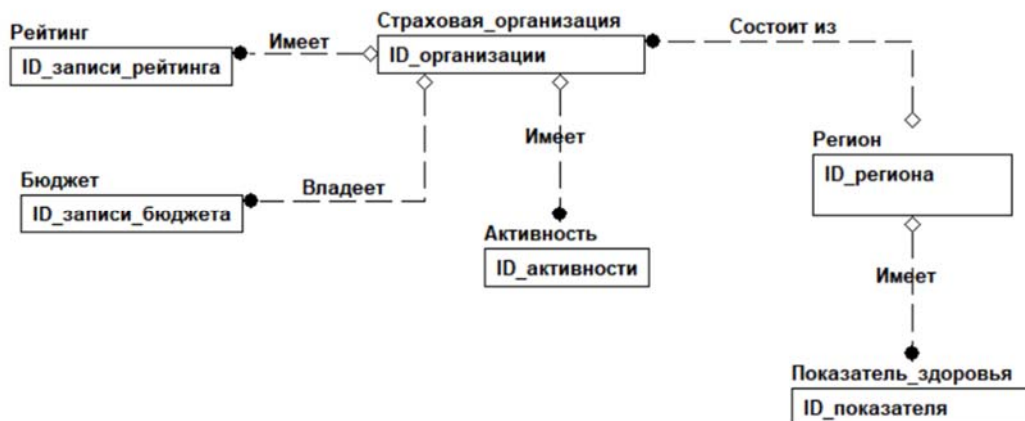 Страховая_организация
Рейтинг
Имеет
Состоит из
ID_записи_рейтинга
ID_организации
Имеет
Регион
ID_региона
Бюджет
Владеет
ID_записи_бюджета
Активность
ID_активности
Имеет
Показатель_здоровья
ID_показателя